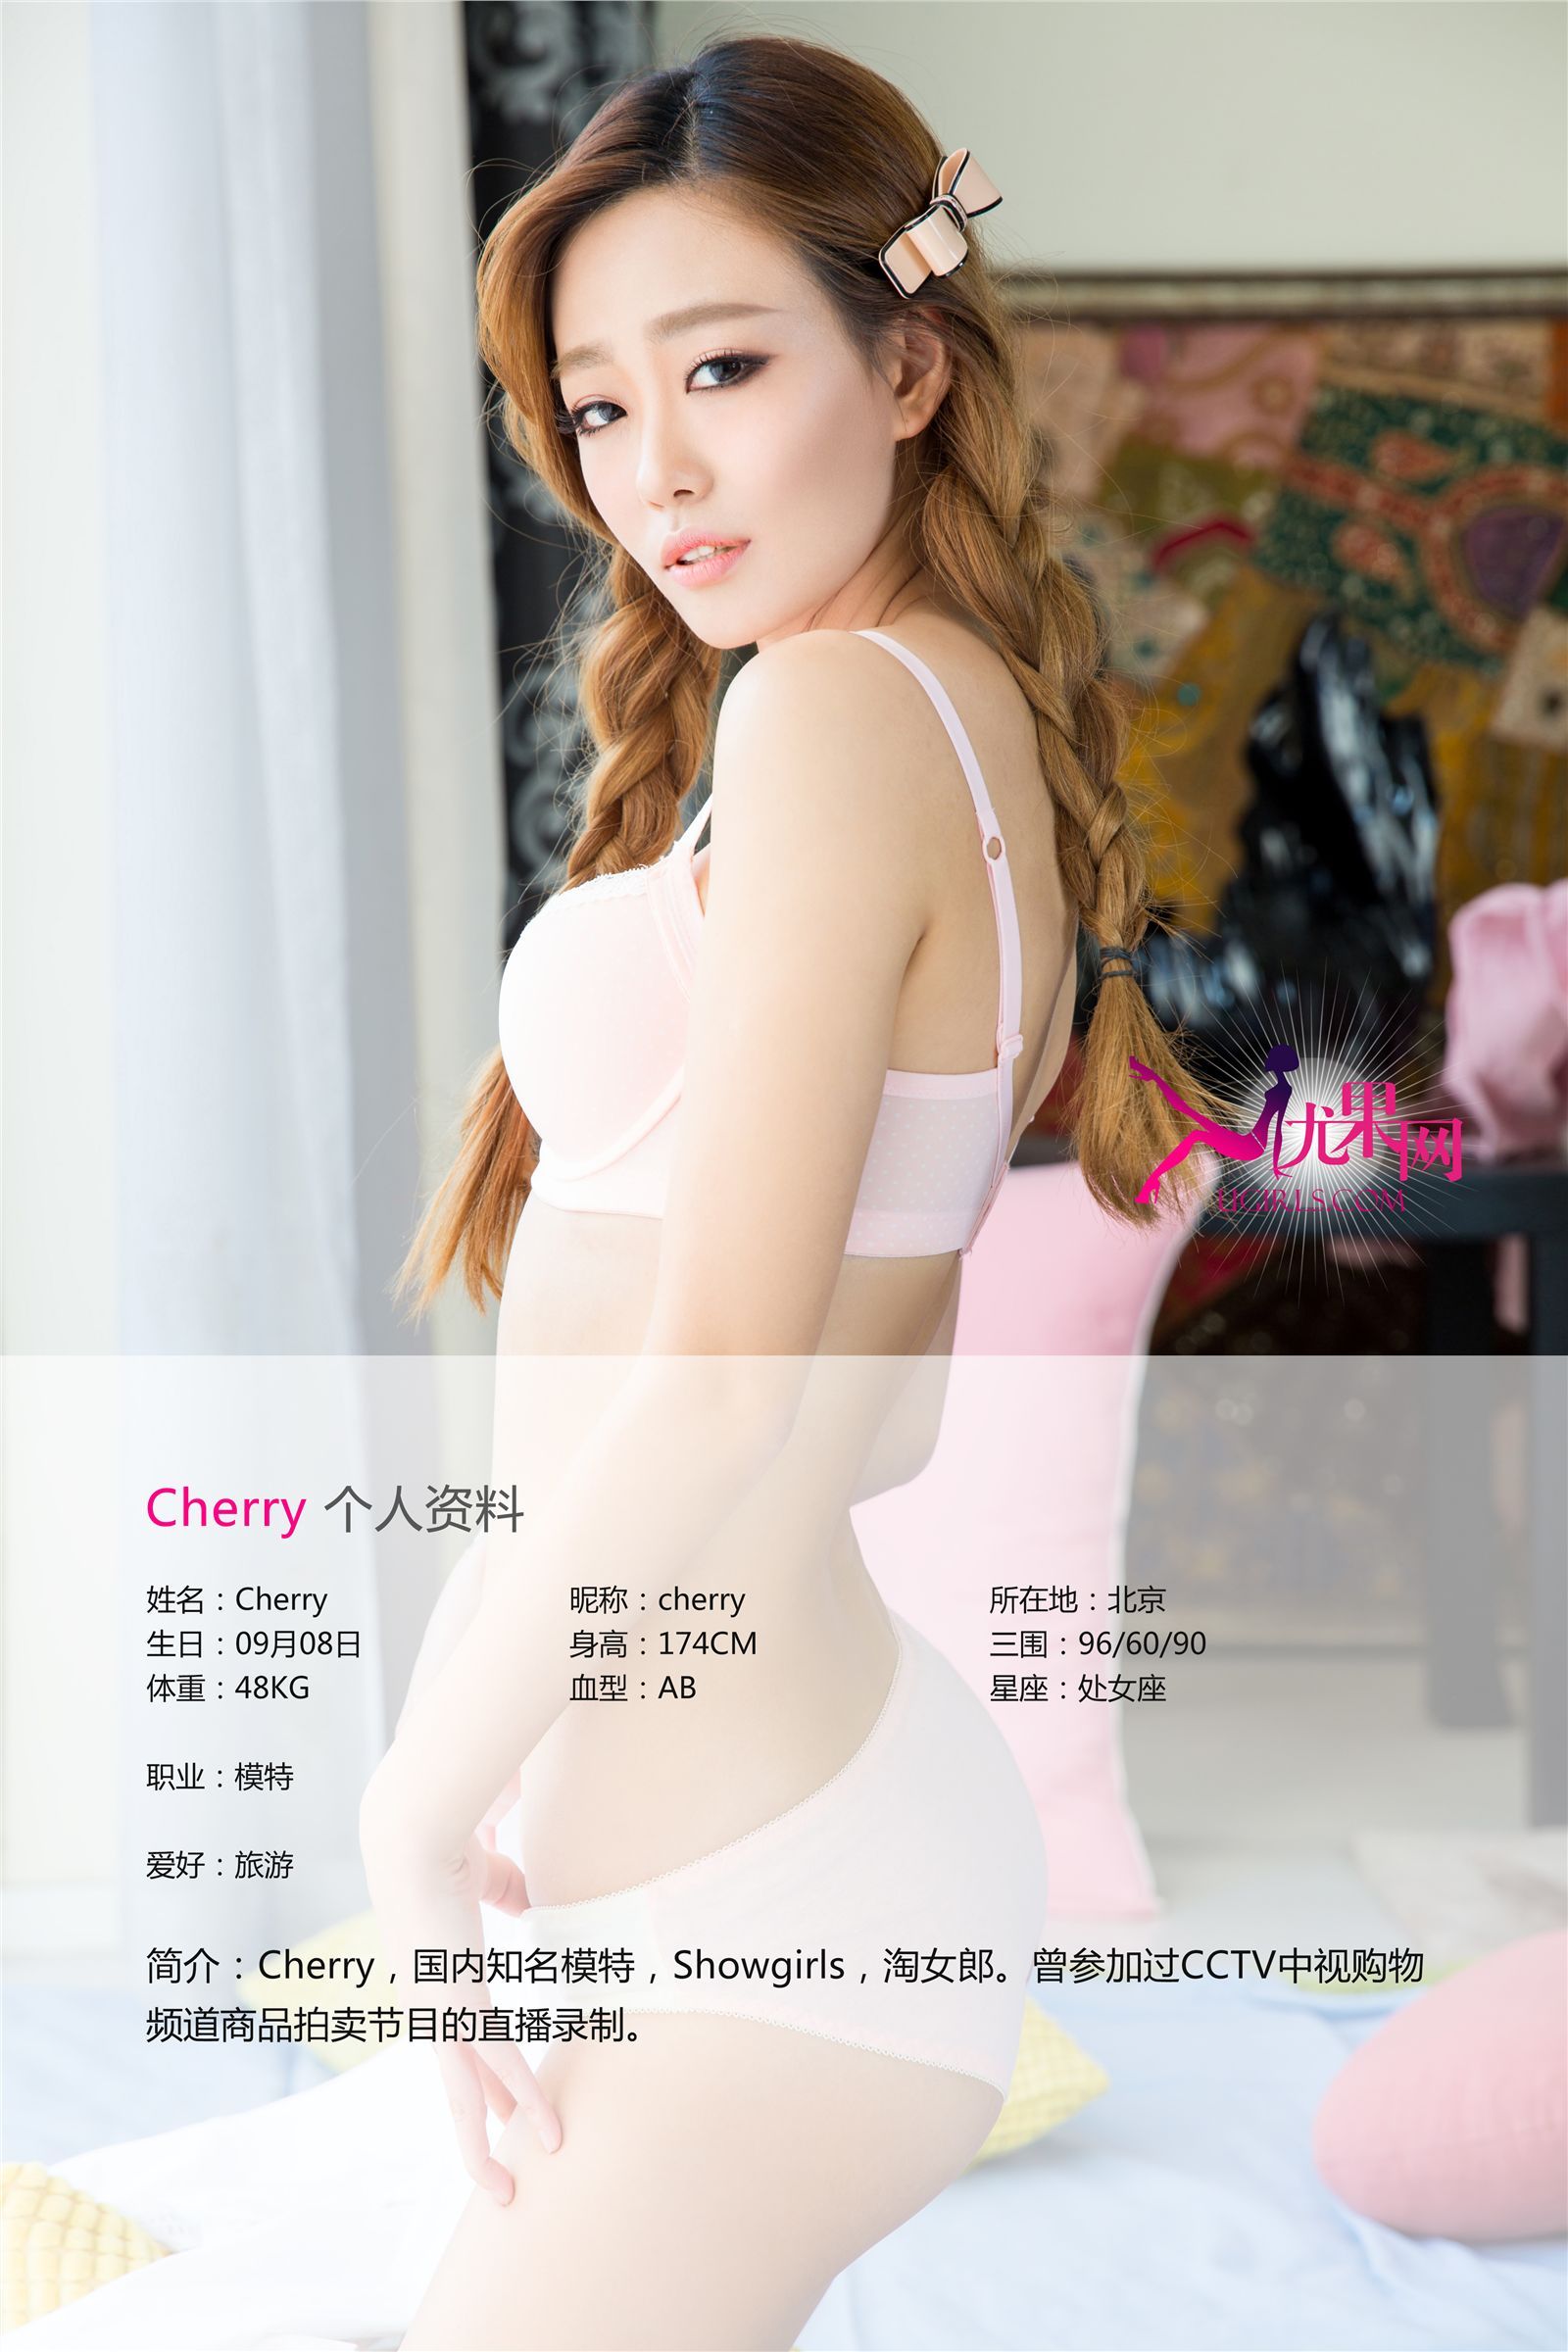 优果网
UGIRLS.COM
Cherry 个人资料
姓名：Cherry 昵称：cherry 所在地：北京
生日：09月08日 身高：174CM 三围：96/60/90
体重：48KG 血型：AB 星座：处女座
职业：模特
爱好：旅游
简介：Cherry，国内知名模特，Showgirls，淘女郎。曾参加过CCTV中视购物
频道商品拍卖节目的直播录制。